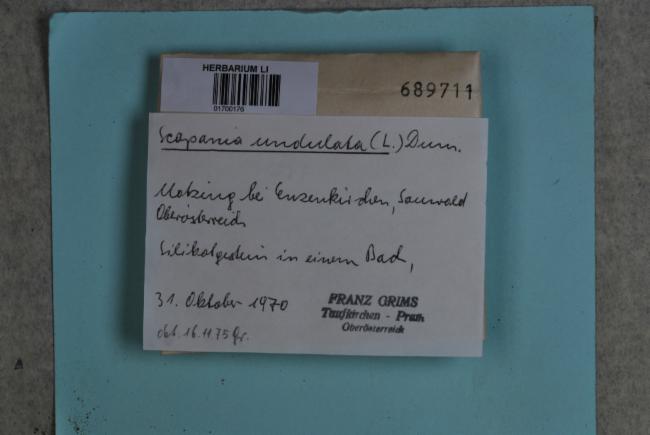 HERBARIUM LI
01700176
689711
Scapania undulata (L.) Dum.
Matzing bei Enzenkirchen, Sauwald
Oberösterreich
Silikatgestein in einem Bach,
31. Oktober 1970
FRANZ GRIMS
Taufkirchen - Pram
Oberösterreich
det. 16.11.75 Gr.